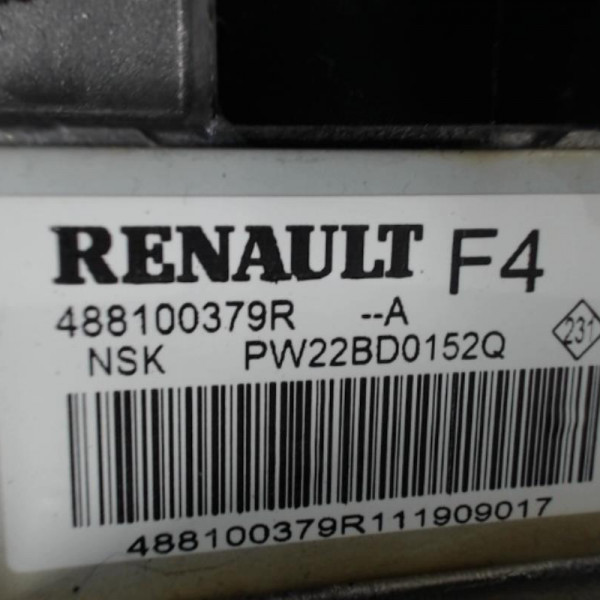 RENAULT F4
488100379R --A
NSK PW22BD0152Q
231
488100379R111909017